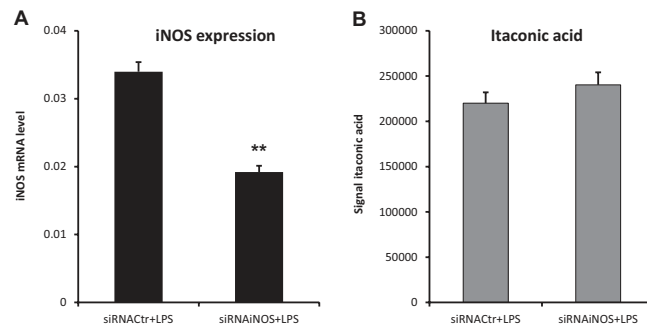 A
iNOS expression
iNOS mRNA level
0.04
0.03
0.02
0.01
0
**
siRNACtr+LPS
siRNAiNOS+LPS
B
Itaconic acid
Signal itaconic acid
300000
250000
200000
150000
100000
50000
0
siRNACtr+LPS
siRNAiNOS+LPS